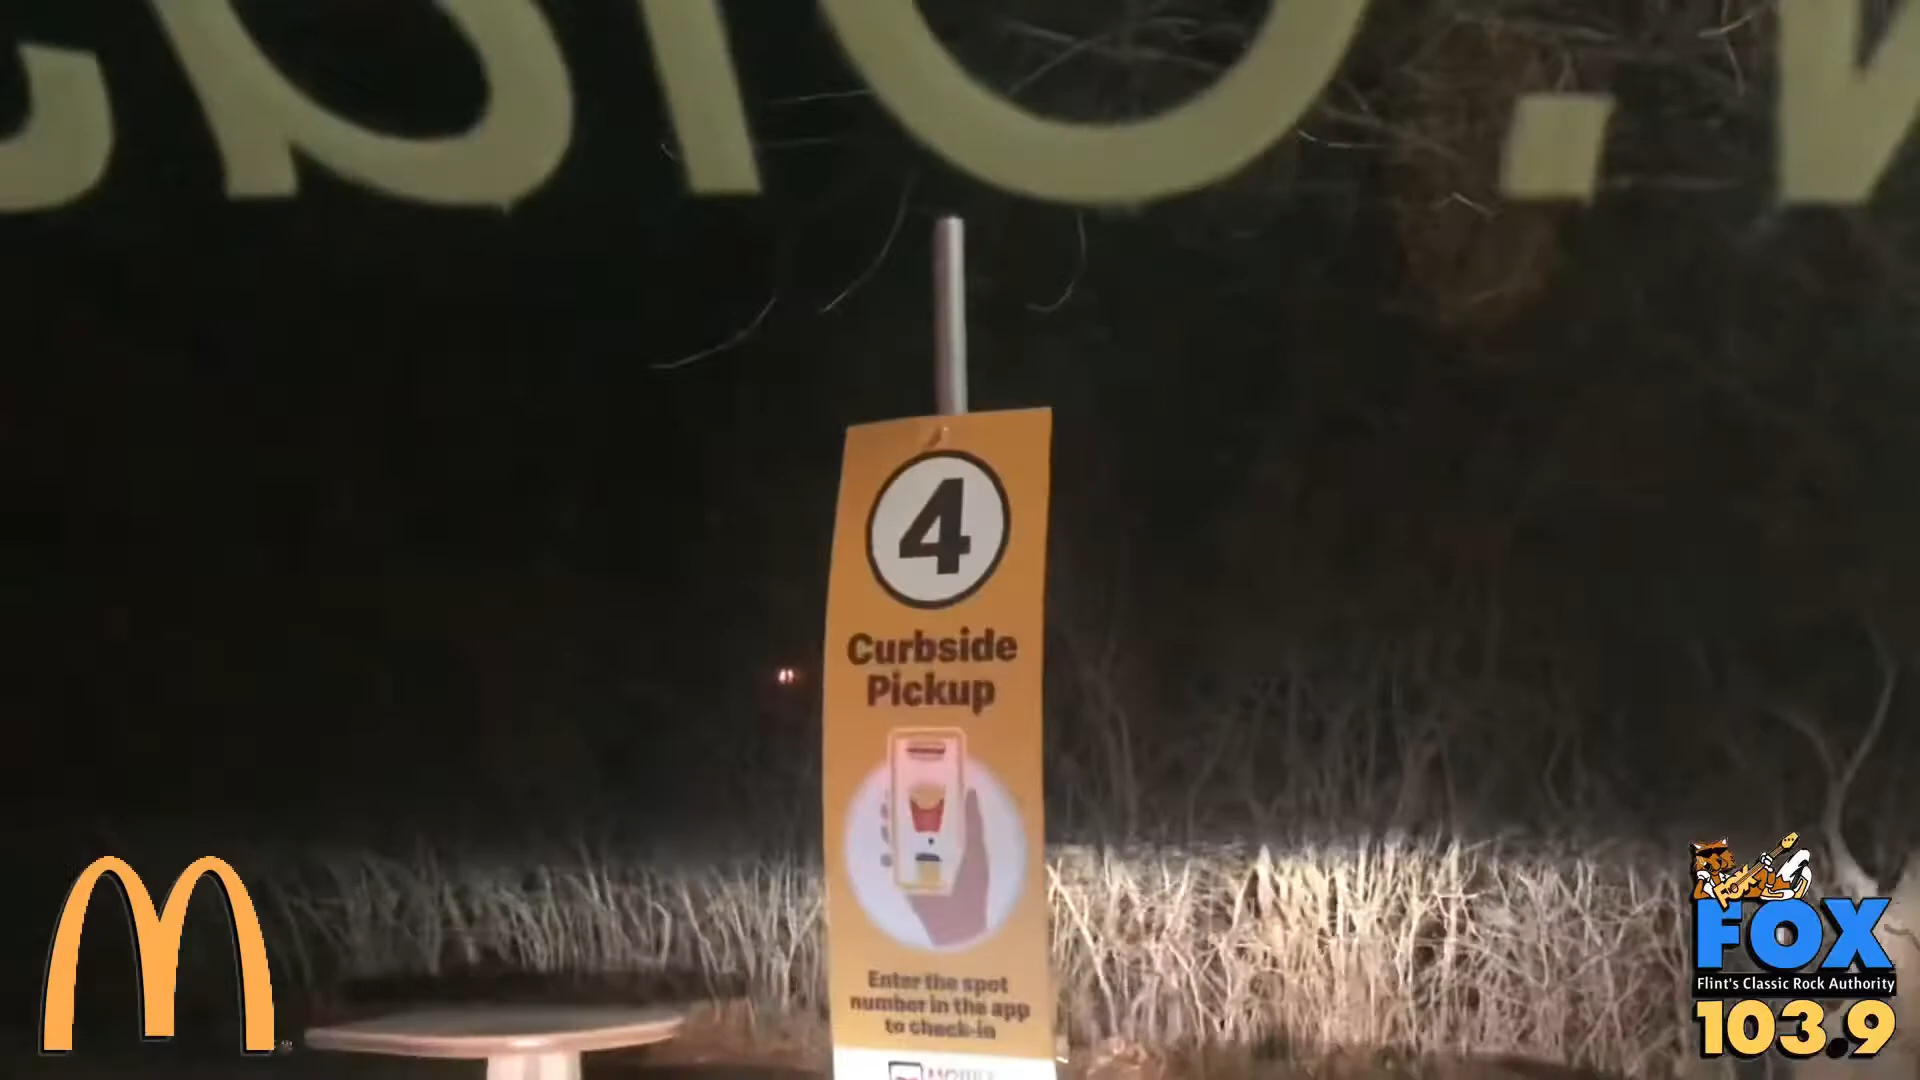 4
Curbside
Pickup
Enter the spot
number in the app
to check-in
FOX
Flint's Classic Rock Authority
103.9